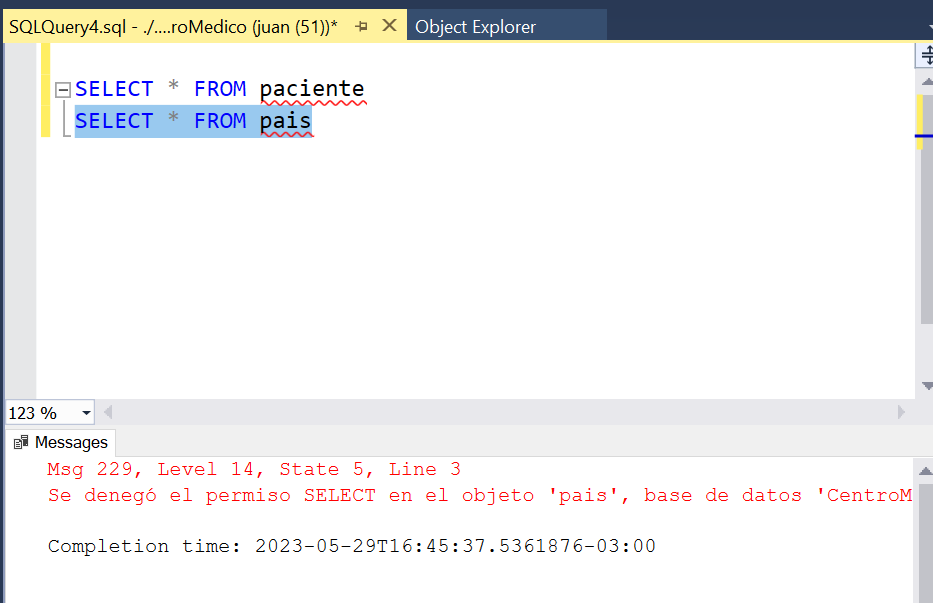 SQLQuery4.sql - ./....roMedico (juan (51))* Object Explorer
SELECT * FROM paciente
SELECT * FROM pais
123 %
Messages
Msg 229, Level 14, State 5, Line 3
Se denegó el permiso SELECT en el objeto 'pais', base de datos 'CentroM
Completion time: 2023-05-29T16:45:37.5361876-03:00